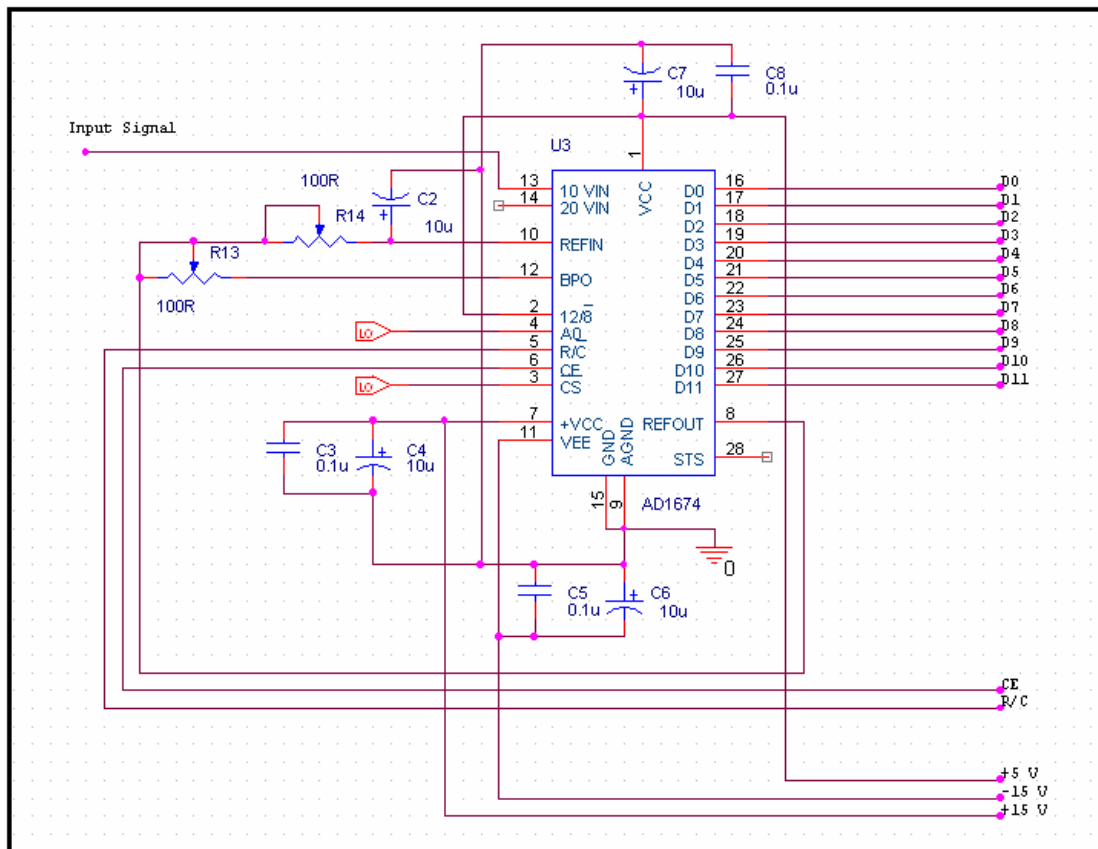 C7
10u
C8
0.1u
Input Signal
U3
1
VCC
13
10 VIN
14
20 VIN
10
REFIN
12
BPO
2
12/8
4
A0
5
R/C
6
CE
3
CS
7
+VCC
11
VEE
GND
AGND
15
9
D0
16
D0
D1
17
D1
D2
18
D2
D3
19
D3
D4
20
D4
D5
21
D5
D6
22
D6
D7
23
D7
D8
24
D8
D9
25
D9
D10
26
D10
D11
27
D11
REFOUT
8
STS
28
AD1674
100R
R14
C2
10u
R13
100R
LO
LO
C3
0.1u
C4
10u
0
C5
0.1u
C6
10u
CE
R/C
+5 V
-15 V
+15 V